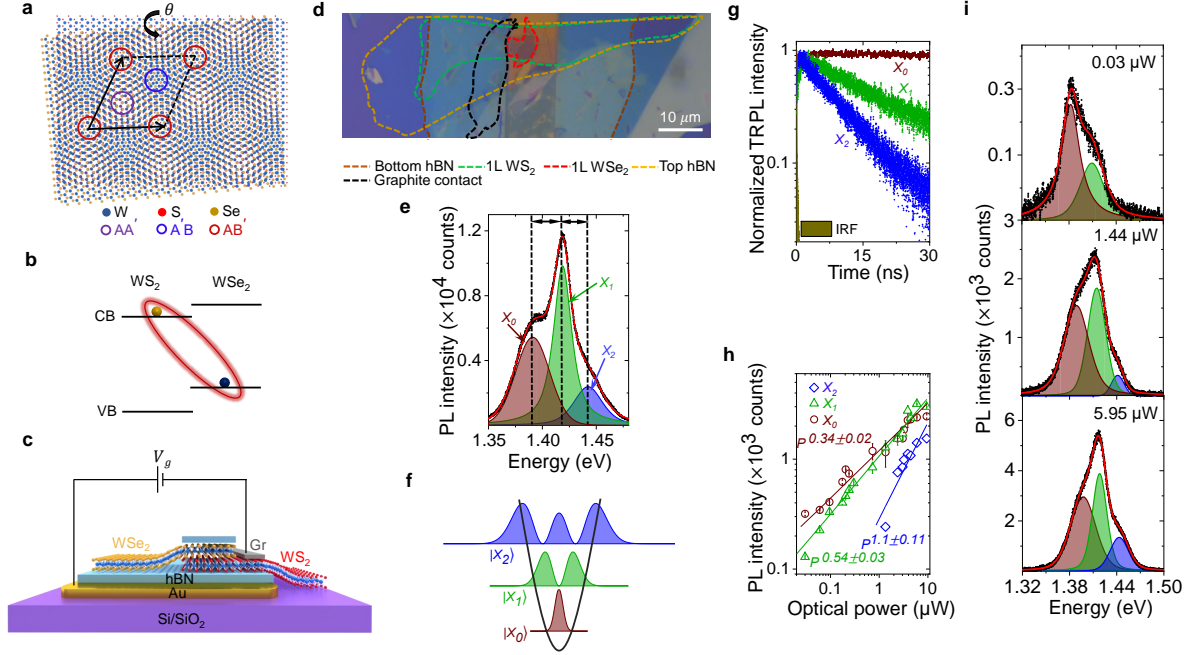 a
θ
W
S
Se
AA'
A'B'
AB'
b
WS2
WSe2
CB
VB
c
Vg
WSe2
Gr
WS2
hBN
Au
Si/SiO2
d
10 μm
Bottom hBN
1L WS2
1L WSe2
Top hBN
Graphite contact
e
PL intensity (×10^4 counts)
1.2
0.8
0.4
X0
X1
X2
1.35
1.40
1.45
Energy (eV)
f
|X2⟩
|X1⟩
|X0⟩
g
Normalized TRPL intensity
1
0.1
X0
X1
X2
IRF
0
10
20
30
Time (ns)
h
PL intensity (×10^3 counts)
1
0.1
X2
X1
X0
P^0.34±0.02
P^1.1±0.11
P^0.54±0.03
0.1
1
10
Optical power (μW)
i
PL intensity (×10^3 counts)
0.03 μW
0.3
0.1
1.44 μW
3
2
1
0
5.95 μW
6
4
2
0
1.32
1.38
1.44
1.50
Energy (eV)